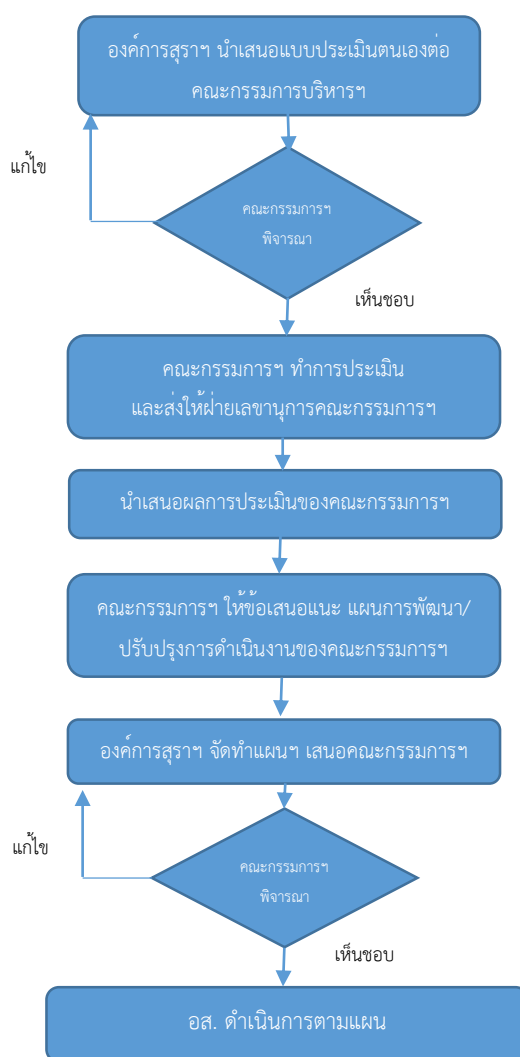 องค์การสุราฯ นำเสนอแบบประเมินตนเองต่อ
คณะกรรมการบริหารฯ
แก้ไข
คณะกรรมการฯ
พิจารณา
เห็นชอบ
คณะกรรมการฯ ทำการประเมิน
และส่งให้ฝ่ายเลขานุการคณะกรรมการฯ
นำเสนอผลการประเมินของคณะกรรมการฯ
คณะกรรมการฯ ให้ข้อเสนอแนะ แผนการพัฒนา/
ปรับปรุงการดำเนินงานของคณะกรรมการฯ
องค์การสุราฯ จัดทำแผนฯ เสนอคณะกรรมการฯ
แก้ไข
คณะกรรมการฯ
พิจารณา
เห็นชอบ
อส. ดำเนินการตามแผน